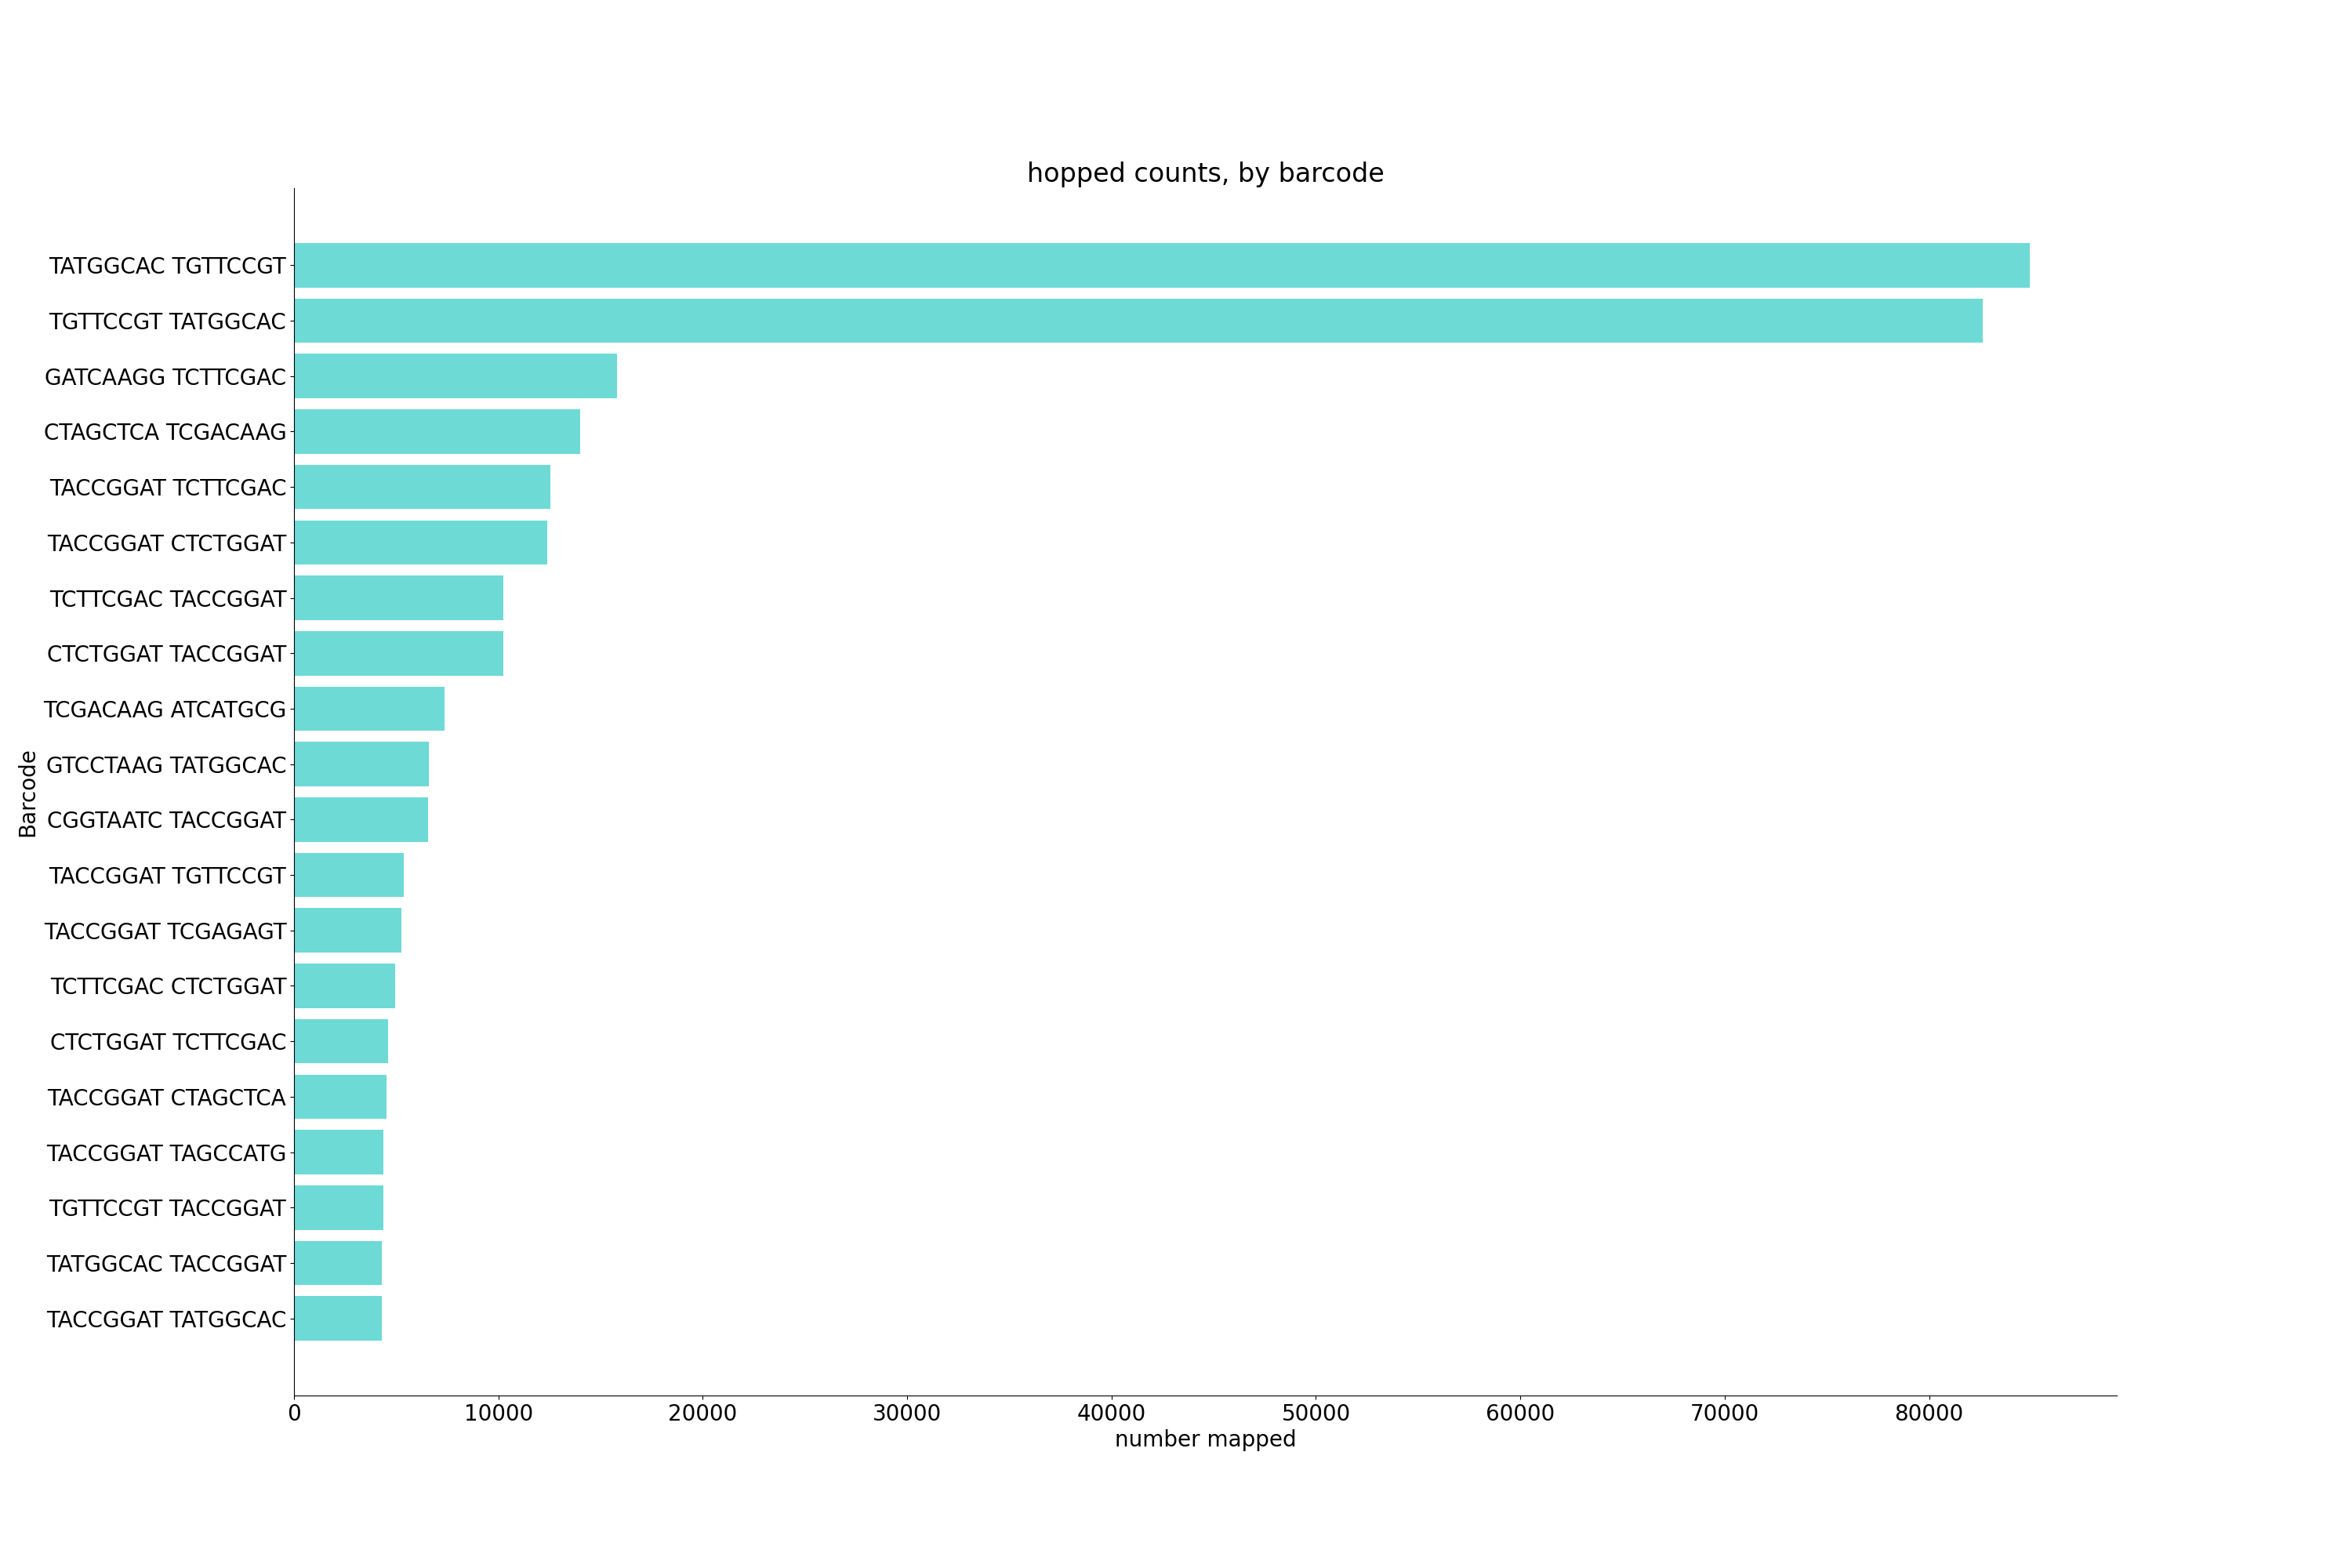 hopped counts, by barcode
TATGGCAC TGTTCCGT
TGTTCCGT TATGGCAC
GATCAAGG TCTTCGAC
CTAGCTCA TCGACAAG
TACCGGAT TCTTCGAC
TACCGGAT CTCTGGAT
TCTTCGAC TACCGGAT
CTCTGGAT TACCGGAT
TCGACAAG ATCATGCG
GTCCTAAG TATGGCAC
CGGTAATC TACCGGAT
TACCGGAT TGTTCCGT
TACCGGAT TCGAGAGT
TCTTCGAC CTCTGGAT
CTCTGGAT TCTTCGAC
TACCGGAT CTAGCTCA
TACCGGAT TAGCCATG
TGTTCCGT TACCGGAT
TATGGCAC TACCGGAT
TACCGGAT TATGGCAC
Barcode
0 10000 20000 30000 40000 50000 60000 70000 80000
number mapped